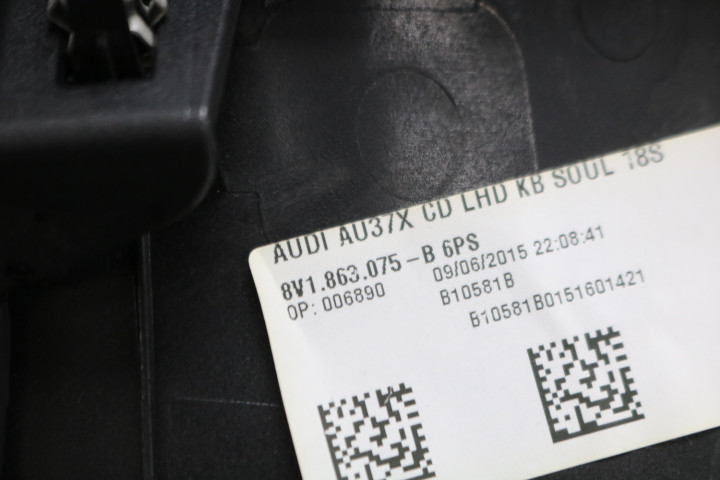 AUDI AU37X CD LHD KB SOUL 18S
8V1.863.075-B 6PS
OP: 006890
09/06/2015 22:08:41
B10581B
B10581B0151601421